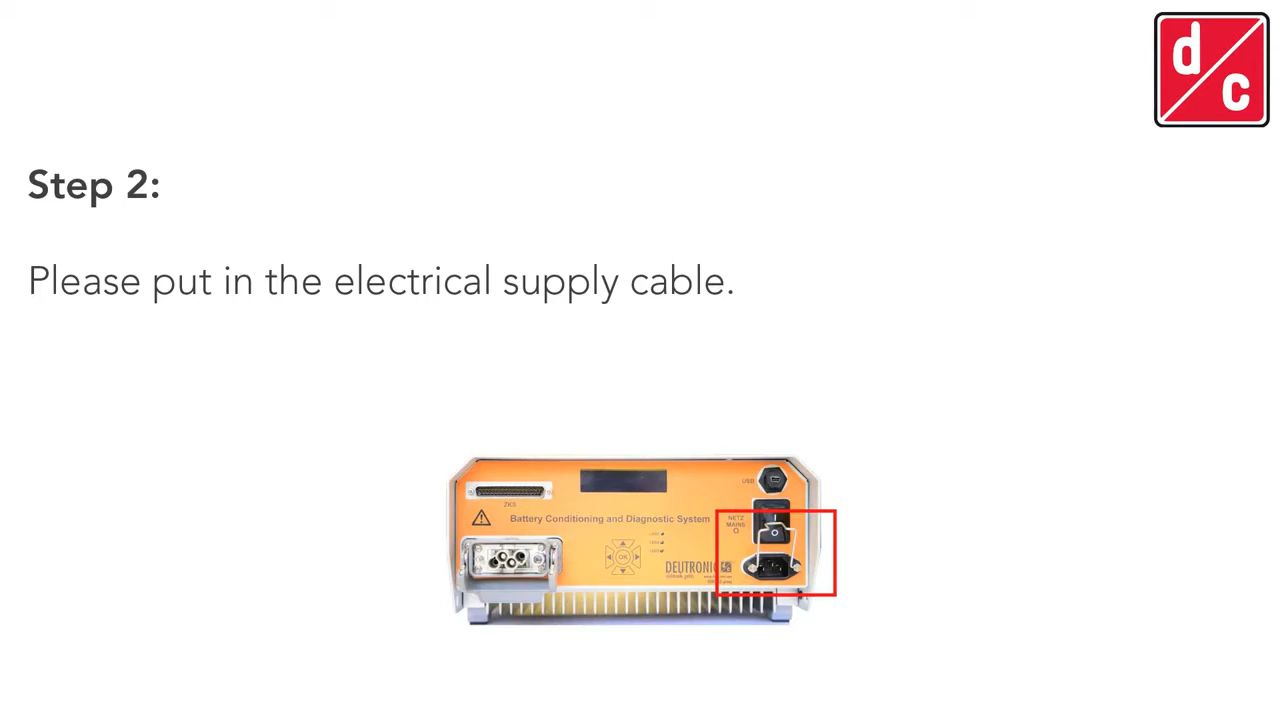 d
c
Step 2:
Please put in the electrical supply cable.
USB
ZKS
NETZ
MAINS
Battery Conditioning and Diagnostic System
OK
DEUTRONIC